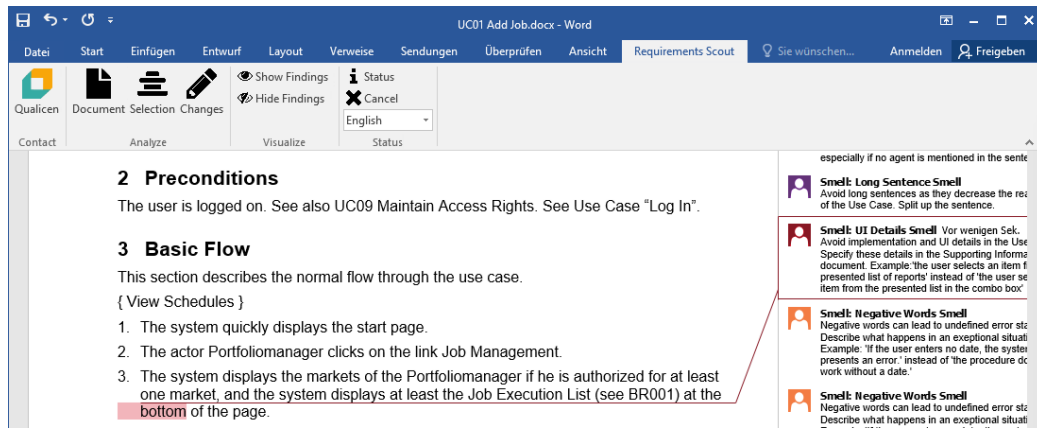 UC01 Add Job.docx - Word
Datei Start Einfügen Entwurf Layout Verweise Sendungen Überprüfen Ansicht Requirements Scout Sie wünschen... Anmelden Freigeben
Qualicen
Contact
Document Selection Changes
Analyze
Show Findings
Hide Findings
Visualize
Status
Cancel
English
Status
2 Preconditions
The user is logged on. See also UC09 Maintain Access Rights. See Use Case “Log In”.
3 Basic Flow
This section describes the normal flow through the use case.
{ View Schedules }
1. The system quickly displays the start page.
2. The actor Portfoliomanager clicks on the link Job Management.
3. The system displays the markets of the Portfoliomanager if he is authorized for at least
one market, and the system displays at least the Job Execution List (see BR001) at the
bottom of the page.
especially if no agent is mentioned in the sente
Smell: Long Sentence Smell
Avoid long sentences as they decrease the rea
of the Use Case. Split up the sentence.
Smell: UI Details Smell Vor wenigen Sek.
Avoid implementation and UI details in the Use
Specify these details in the Supporting Informa
document. Example:'the user selects an item f
presented list of reports' instead of 'the user se
item from the presented list in the combo box'
Smell: Negative Words Smell
Negative words can lead to undefined error sta
Describe what happens in an exeptional situati
Example: 'If the user enters no date, the syster
presents an error.' instead of 'the procedure do
work without a date.'
Smell: Negative Words Smell
Negative words can lead to undefined error sta
Describe what happens in an exeptional situati